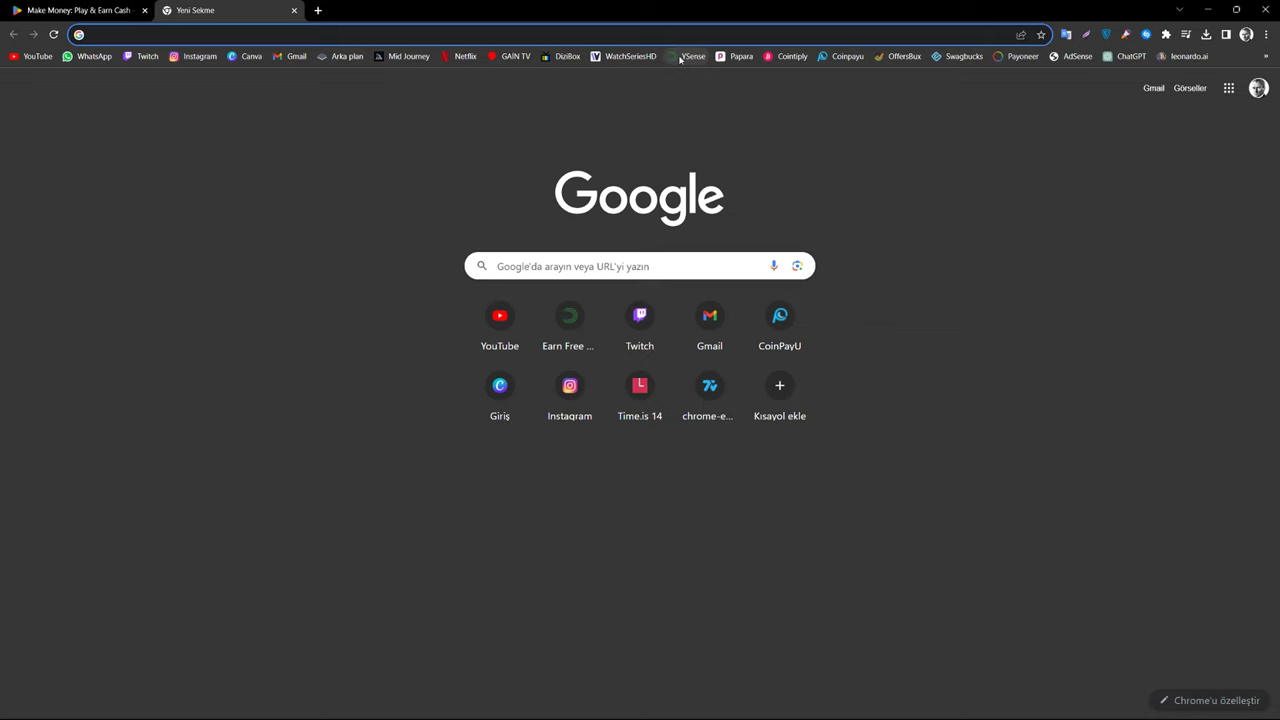 Make Money: Play & Earn Cash
Yeni Sekme
YouTube WhatsApp Twitch Instagram Canva Gmail Arka plan Mid Journey Netflix GAIN TV DiziBox WatchSeriesHD YSense Papara Cointiply Coinpayu OffersBux Swagbucks Payoneer AdSense ChatGPT leonardo.ai »
Gmail Görseller
Google
Google'da arayın veya URL'yi yazın
YouTube Earn Free ... Twitch Gmail CoinPayU
Giriş Instagram Time.is 14 chrome-e... Kısayol ekle
Chrome'u özelleştir